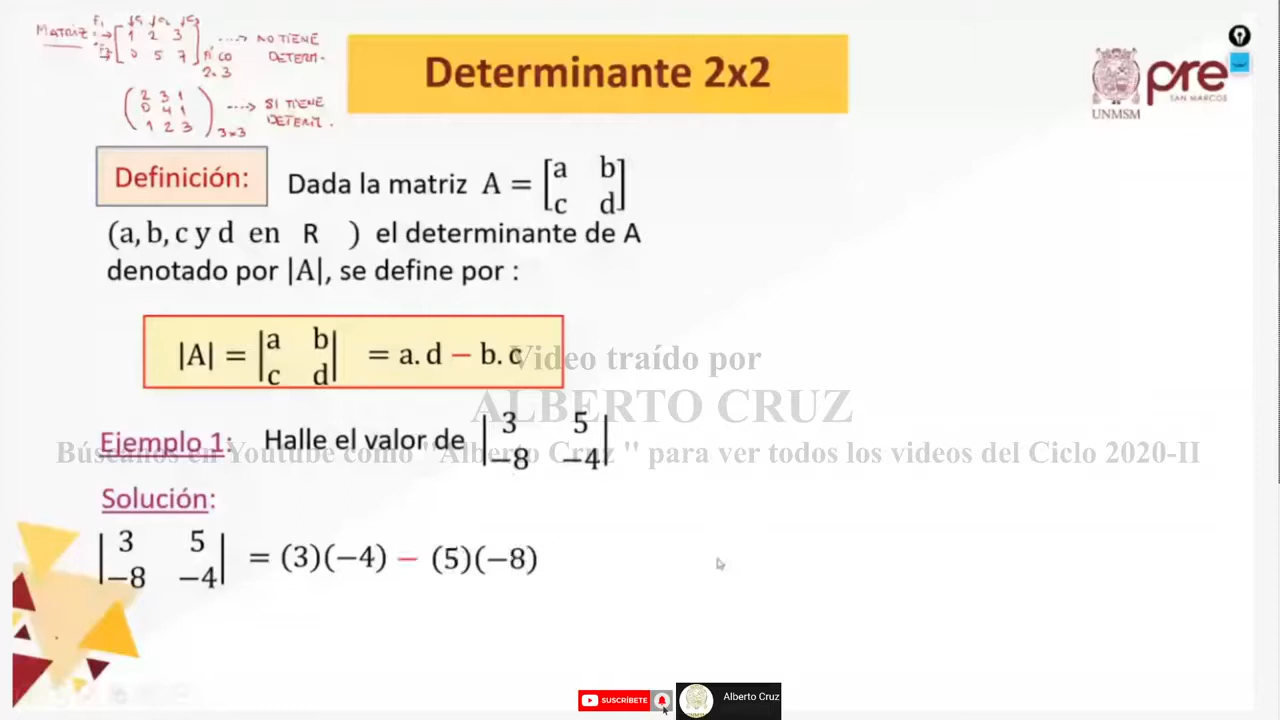 MATRIZ: F₁ → [ 1 2 3 ....> NO TIENE
F₂ → 0 5 7 ] DETERM.
2x3
( 2 3 1 ....> SI TIENE
0 4 1
1 2 3 ) 3x3
Determinante 2x2
pre
SAN MARCOS
UNMSM
Definición: Dada la matriz A = [a b
c d]
(a, b, c y d en R ) el determinante de A
denotado por |A|, se define por :
|A| = |a b
c d| = a. d − b. c
Video traído por
ALBERTO CRUZ
Ejemplo 1: Halle el valor de |3 5
−8 −4|
Búscanos en Youtube como "Alberto Cruz " para ver todos los videos del Ciclo 2020-II
Solución:
|3 5
−8 −4| = (3)(−4) − (5)(−8)
SUSCRÍBETE
UNMSM
Alberto Cruz